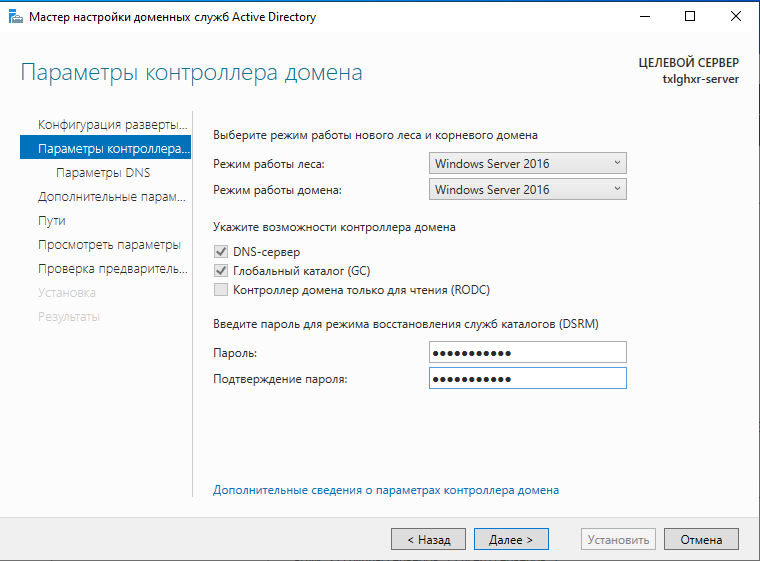 Мастер настройки доменных служб Active Directory
Параметры контроллера домена
ЦЕЛЕВОЙ СЕРВЕР
txlghxr-server
Конфигурация разверты...
Параметры контроллера...
Параметры DNS
Дополнительные парам...
Пути
Просмотреть параметры
Проверка предваритель...
Установка
Результаты
Выберите режим работы нового леса и корневого домена
Режим работы леса: Windows Server 2016
Режим работы домена: Windows Server 2016
Укажите возможности контроллера домена
DNS-сервер
Глобальный каталог (GC)
Контроллер домена только для чтения (RODC)
Введите пароль для режима восстановления служб каталогов (DSRM)
Пароль: ●●●●●●●●●●●
Подтверждение пароля: ●●●●●●●●●●●
Дополнительные сведения о параметрах контроллера домена
< Назад Далее > Установить Отмена